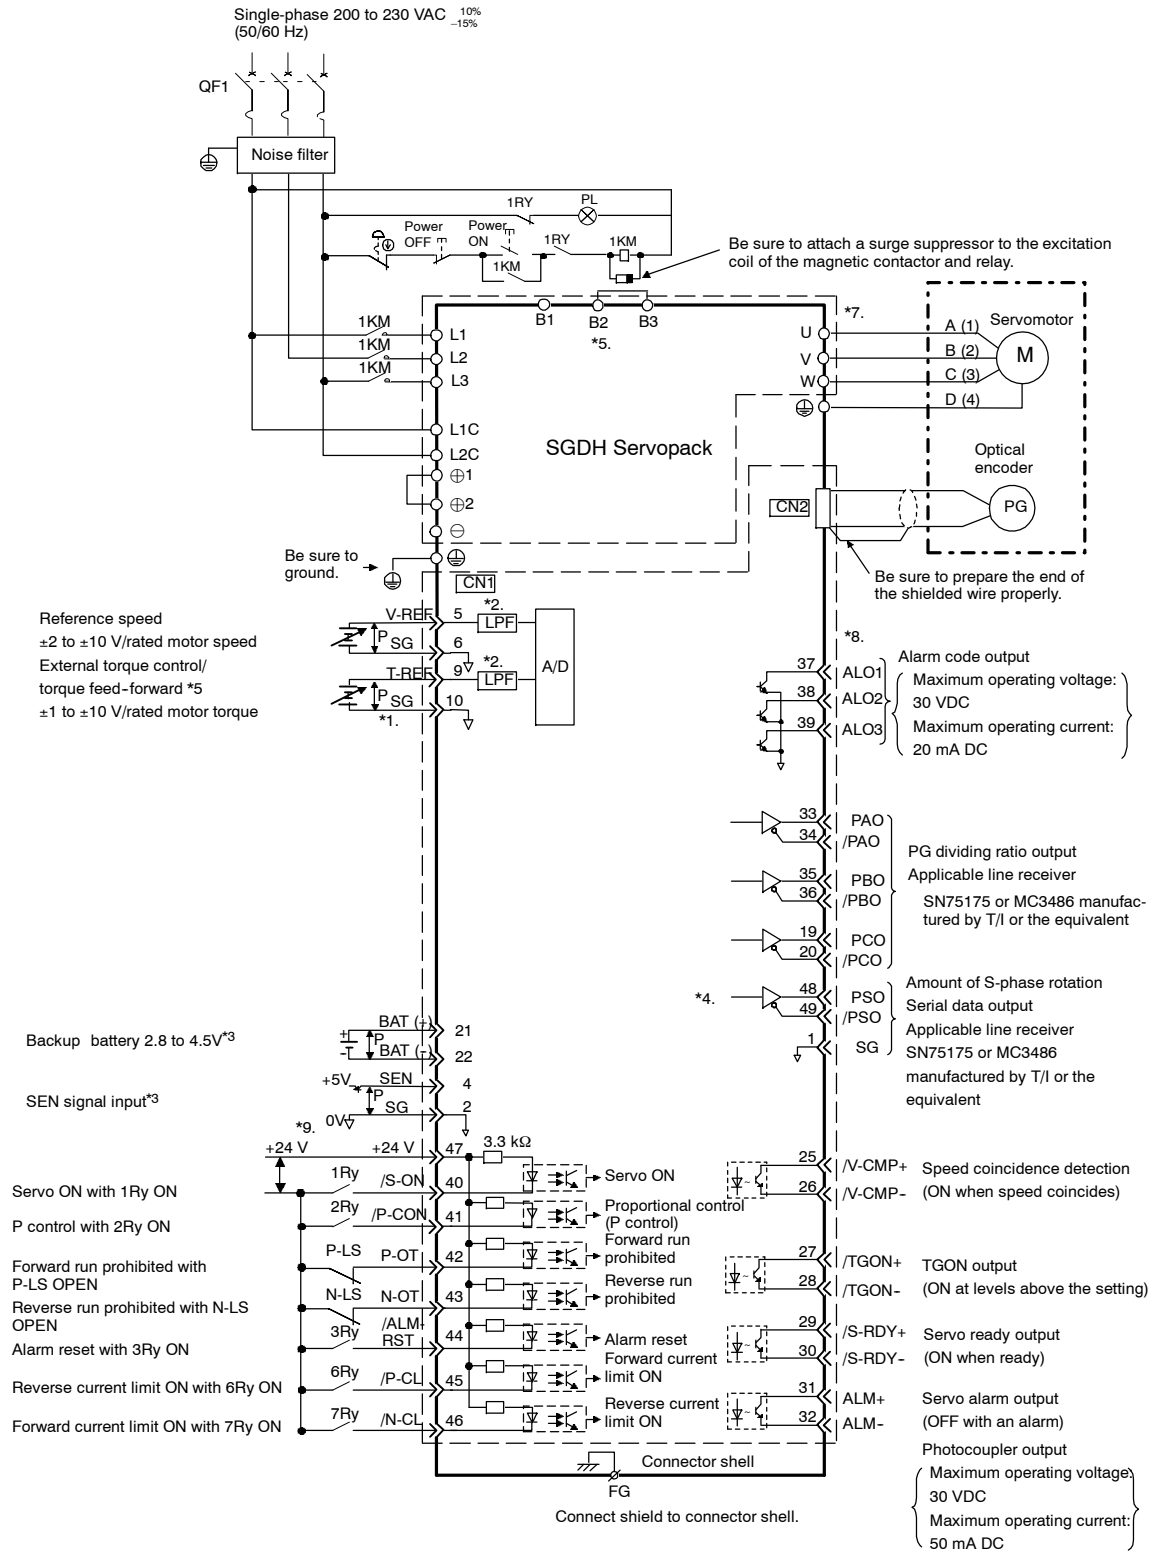 Single-phase 200 to 230 VAC 10% –15%
(50/60 Hz)
QF1
Noise filter
1RY
PL
Power OFF
Power ON
1KM
1RY
1KM
Be sure to attach a surge suppressor to the excitation
coil of the magnetic contactor and relay.
B1
B2
B3
*5.
1KM
L1
1KM
L2
1KM
L3
L1C
L2C
⊕1
⊕2
⊖
SGDH Servopack
*7.
U
V
W
A (1)
B (2)
C (3)
D (4)
Servomotor
M
Optical
encoder
PG
CN2
Be sure to prepare the end of
the shielded wire properly.
Be sure to
ground.
CN1
Reference speed
±2 to ±10 V/rated motor speed
External torque control/
torque feed-forward *5
±1 to ±10 V/rated motor torque
V-REF 5 *2. LPF
P SG 6
T-REF 9 *2. LPF
P SG 10
*1.
A/D
*8.
37 ALO1
38 ALO2
39 ALO3
Alarm code output
Maximum operating voltage:
30 VDC
Maximum operating current:
20 mA DC
33 PAO
34 /PAO
35 PBO
36 /PBO
19 PCO
20 /PCO
PG dividing ratio output
Applicable line receiver
SN75175 or MC3486 manufac-
tured by T/I or the equivalent
*4.
48 PSO
49 /PSO
1 SG
Amount of S-phase rotation
Serial data output
Applicable line receiver
SN75175 or MC3486
manufactured by T/I or the
equivalent
Backup battery 2.8 to 4.5V*3
+
-
BAT (+) 21
P
BAT (-) 22
SEN signal input*3
+5V SEN 4
P
0V SG 2
*9.
+24 V
+24 V 47 3.3 kΩ
Servo ON with 1Ry ON
1Ry /S-ON 40
Servo ON
P control with 2Ry ON
2Ry /P-CON 41
Proportional control
(P control)
Forward run prohibited with
P-LS OPEN
P-LS P-OT 42
Forward run
prohibited
Reverse run prohibited with N-LS
OPEN
N-LS N-OT 43
Reverse run
prohibited
Alarm reset with 3Ry ON
3Ry /ALM-
RST 44
Alarm reset
Reverse current limit ON with 6Ry ON
6Ry /P-CL 45
Forward current
limit ON
Forward current limit ON with 7Ry ON
7Ry /N-CL 46
Reverse current
limit ON
25 /V-CMP+
26 /V-CMP-
Speed coincidence detection
(ON when speed coincides)
27 /TGON+
28 /TGON-
TGON output
(ON at levels above the setting)
29 /S-RDY+
30 /S-RDY-
Servo ready output
(ON when ready)
31 ALM+
32 ALM-
Servo alarm output
(OFF with an alarm)
Photocoupler output
Maximum operating voltage:
30 VDC
Maximum operating current:
50 mA DC
Connector shell
FG
Connect shield to connector shell.